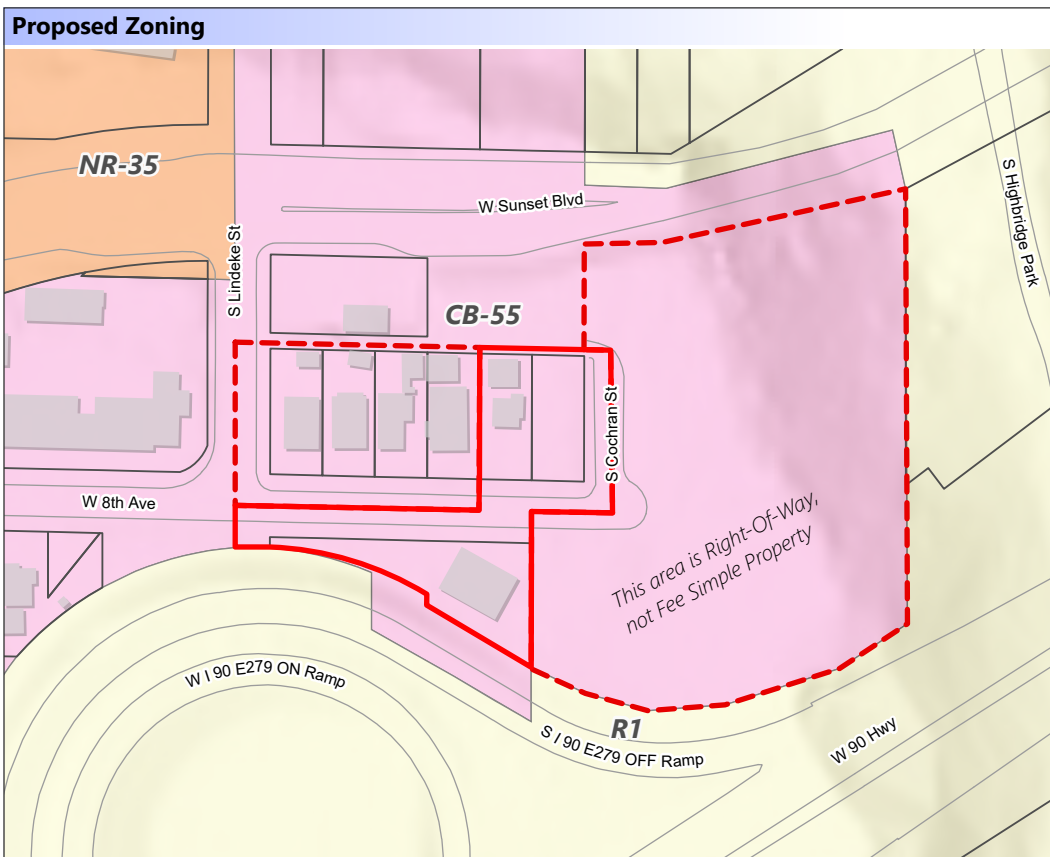 Proposed Zoning
NR-35
S Highbridge Park
W Sunset Blvd
S Lindeke St
CB-55
S Cochran St
W 8th Ave
This area is Right-Of-Way,
not Fee Simple Property
W I 90 E279 ON Ramp
R1
S I 90 E279 OFF Ramp
W 90 Hwy